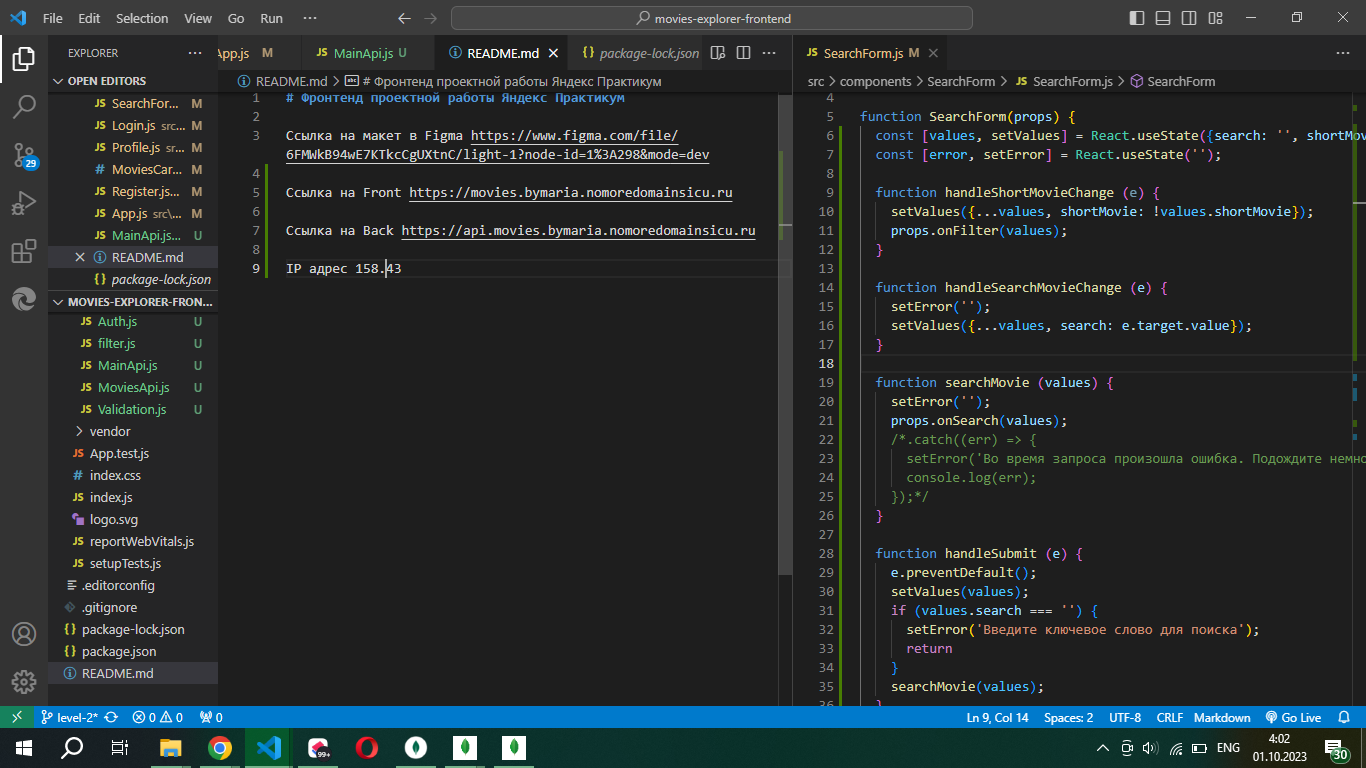 File Edit Selection View Go Run ··· movies-explorer-frontend
EXPLORER ···
OPEN EDITORS
JS SearchFor... M
JS Login.js src... M
JS Profile.js src... M
# MoviesCar... M
JS Register.js... M
JS App.js src\... M
JS MainApi.js... U
README.md
{} package-lock.json
29
MOVIES-EXPLORER-FRON...
JS Auth.js U
JS filter.js U
JS MainApi.js U
JS MoviesApi.js U
JS Validation.js U
vendor
JS App.test.js
# index.css
JS index.js
logo.svg
JS reportWebVitals.js
JS setupTests.js
.editorconfig
.gitignore
{} package-lock.json
{} package.json
README.md
App.js M
JS MainApi.js U
README.md
{} package-lock.json
···
README.md > # Фронтенд проектной работы Яндекс Практикум
1 # Фронтенд проектной работы Яндекс Практикум
2
3 Ссылка на макет в Figma https://www.figma.com/file/
6FMWkB94wE7KTkcCgUXtnC/light-1?node-id=1%3A298&mode=dev
4
5 Ссылка на Front https://movies.bymaria.nomoredomainsicu.ru
6
7 Ссылка на Back https://api.movies.bymaria.nomoredomainsicu.ru
8
9 IP адрес 158.43
JS SearchForm.js M
···
src > components > SearchForm > JS SearchForm.js > SearchForm
4
5 function SearchForm(props) {
6 const [values, setValues] = React.useState({search: '', shortMov
7 const [error, setError] = React.useState('');
8
9 function handleShortMovieChange (e) {
10 setValues({...values, shortMovie: !values.shortMovie});
11 props.onFilter(values);
12 }
13
14 function handleSearchMovieChange (e) {
15 setError('');
16 setValues({...values, search: e.target.value});
17 }
18
19 function searchMovie (values) {
20 setError('');
21 props.onSearch(values);
22 /*.catch((err) => {
23 setError('Во время запроса произошла ошибка. Подождите немно
24 console.log(err);
25 });*/
26 }
27
28 function handleSubmit (e) {
29 e.preventDefault();
30 setValues(values);
31 if (values.search === '') {
32 setError('Введите ключевое слово для поиска');
33 return
34 }
35 searchMovie(values);
36 }
level-2* 0 0 0 Ln 9, Col 14 Spaces: 2 UTF-8 CRLF Markdown Go Live
99+ ENG 4:02
01.10.2023 30